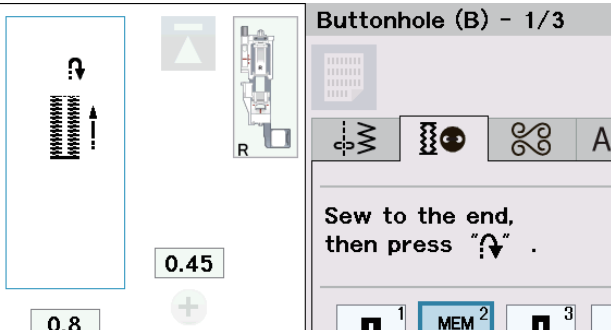 Buttonhole (B) - 1/3
R
A
Sew to the end,
then press "↷" .
0.45
0.8
1
MEM 2
3